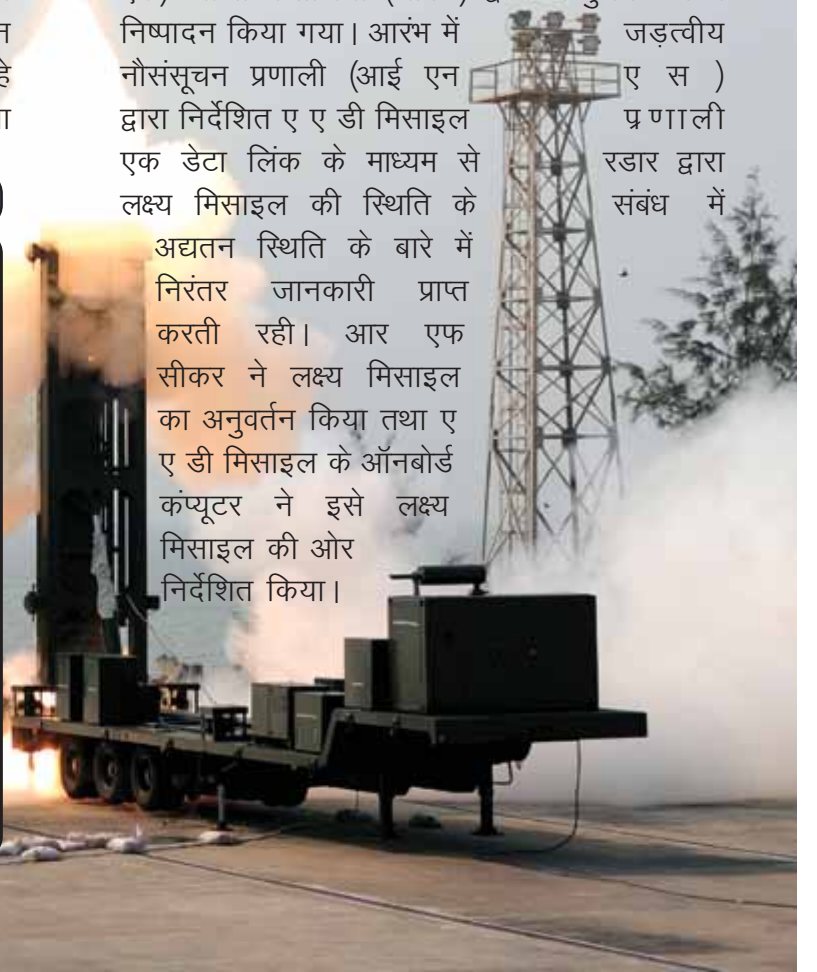 निष्पादन किया गया। आरंभ में जड़त्वीय
नौसंसूचन प्रणाली (आई एन ए स )
द्वारा निर्देशित ए ए डी मिसाइल प्रणाली
एक डेटा लिंक के माध्यम से रडार द्वारा
लक्ष्य मिसाइल की स्थिति के संबंध में
अद्यतन स्थिति के बारे में
निरंतर जानकारी प्राप्त
करती रही। आर एफ
सीकर ने लक्ष्य मिसाइल
का अनुवर्तन किया तथा ए
ए डी मिसाइल के ऑनबोर्ड
कंप्यूटर ने इसे लक्ष्य
मिसाइल की ओर
निर्देशित किया।